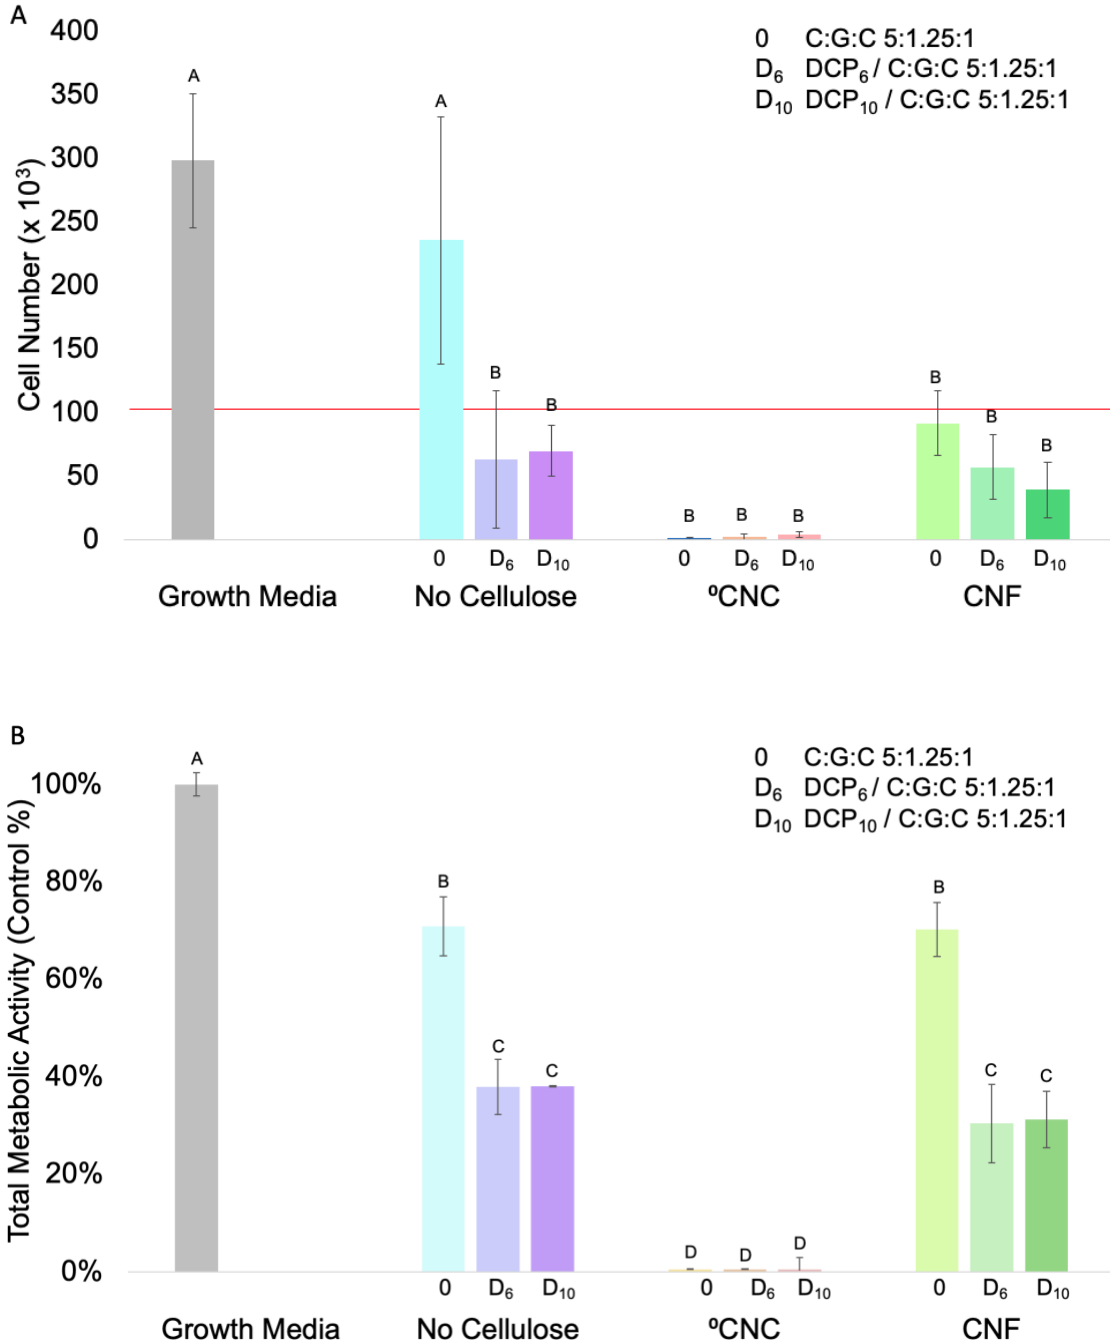 A
400
350
300
250
200
150
100
50
0
Cell Number (x 10³)
0 C:G:C 5:1.25:1
D₆ DCP₆ / C:G:C 5:1.25:1
D₁₀ DCP₁₀ / C:G:C 5:1.25:1
A
A
B
B
B
B
B
B
B
B
0 D₆ D₁₀ 0 D₆ D₁₀ 0 D₆ D₁₀
Growth Media No Cellulose ºCNC CNF
B
100%
80%
60%
40%
20%
0%
Total Metabolic Activity (Control %)
0 C:G:C 5:1.25:1
D₆ DCP₆ / C:G:C 5:1.25:1
D₁₀ DCP₁₀ / C:G:C 5:1.25:1
A
B
C
C
D
D
D
B
C
C
0 D₆ D₁₀ 0 D₆ D₁₀ 0 D₆ D₁₀
Growth Media No Cellulose ºCNC CNF